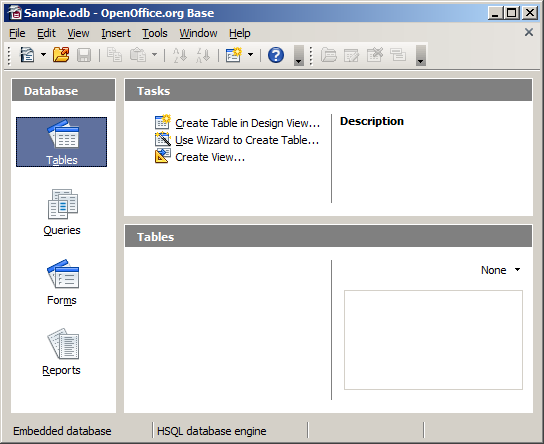 Sample.odb - OpenOffice.org Base
File Edit View Insert Tools Window Help
Database
Tables
Queries
Forms
Reports
Tasks
Create Table in Design View...
Use Wizard to Create Table...
Create View...
Description
Tables
None
Embedded database HSQL database engine